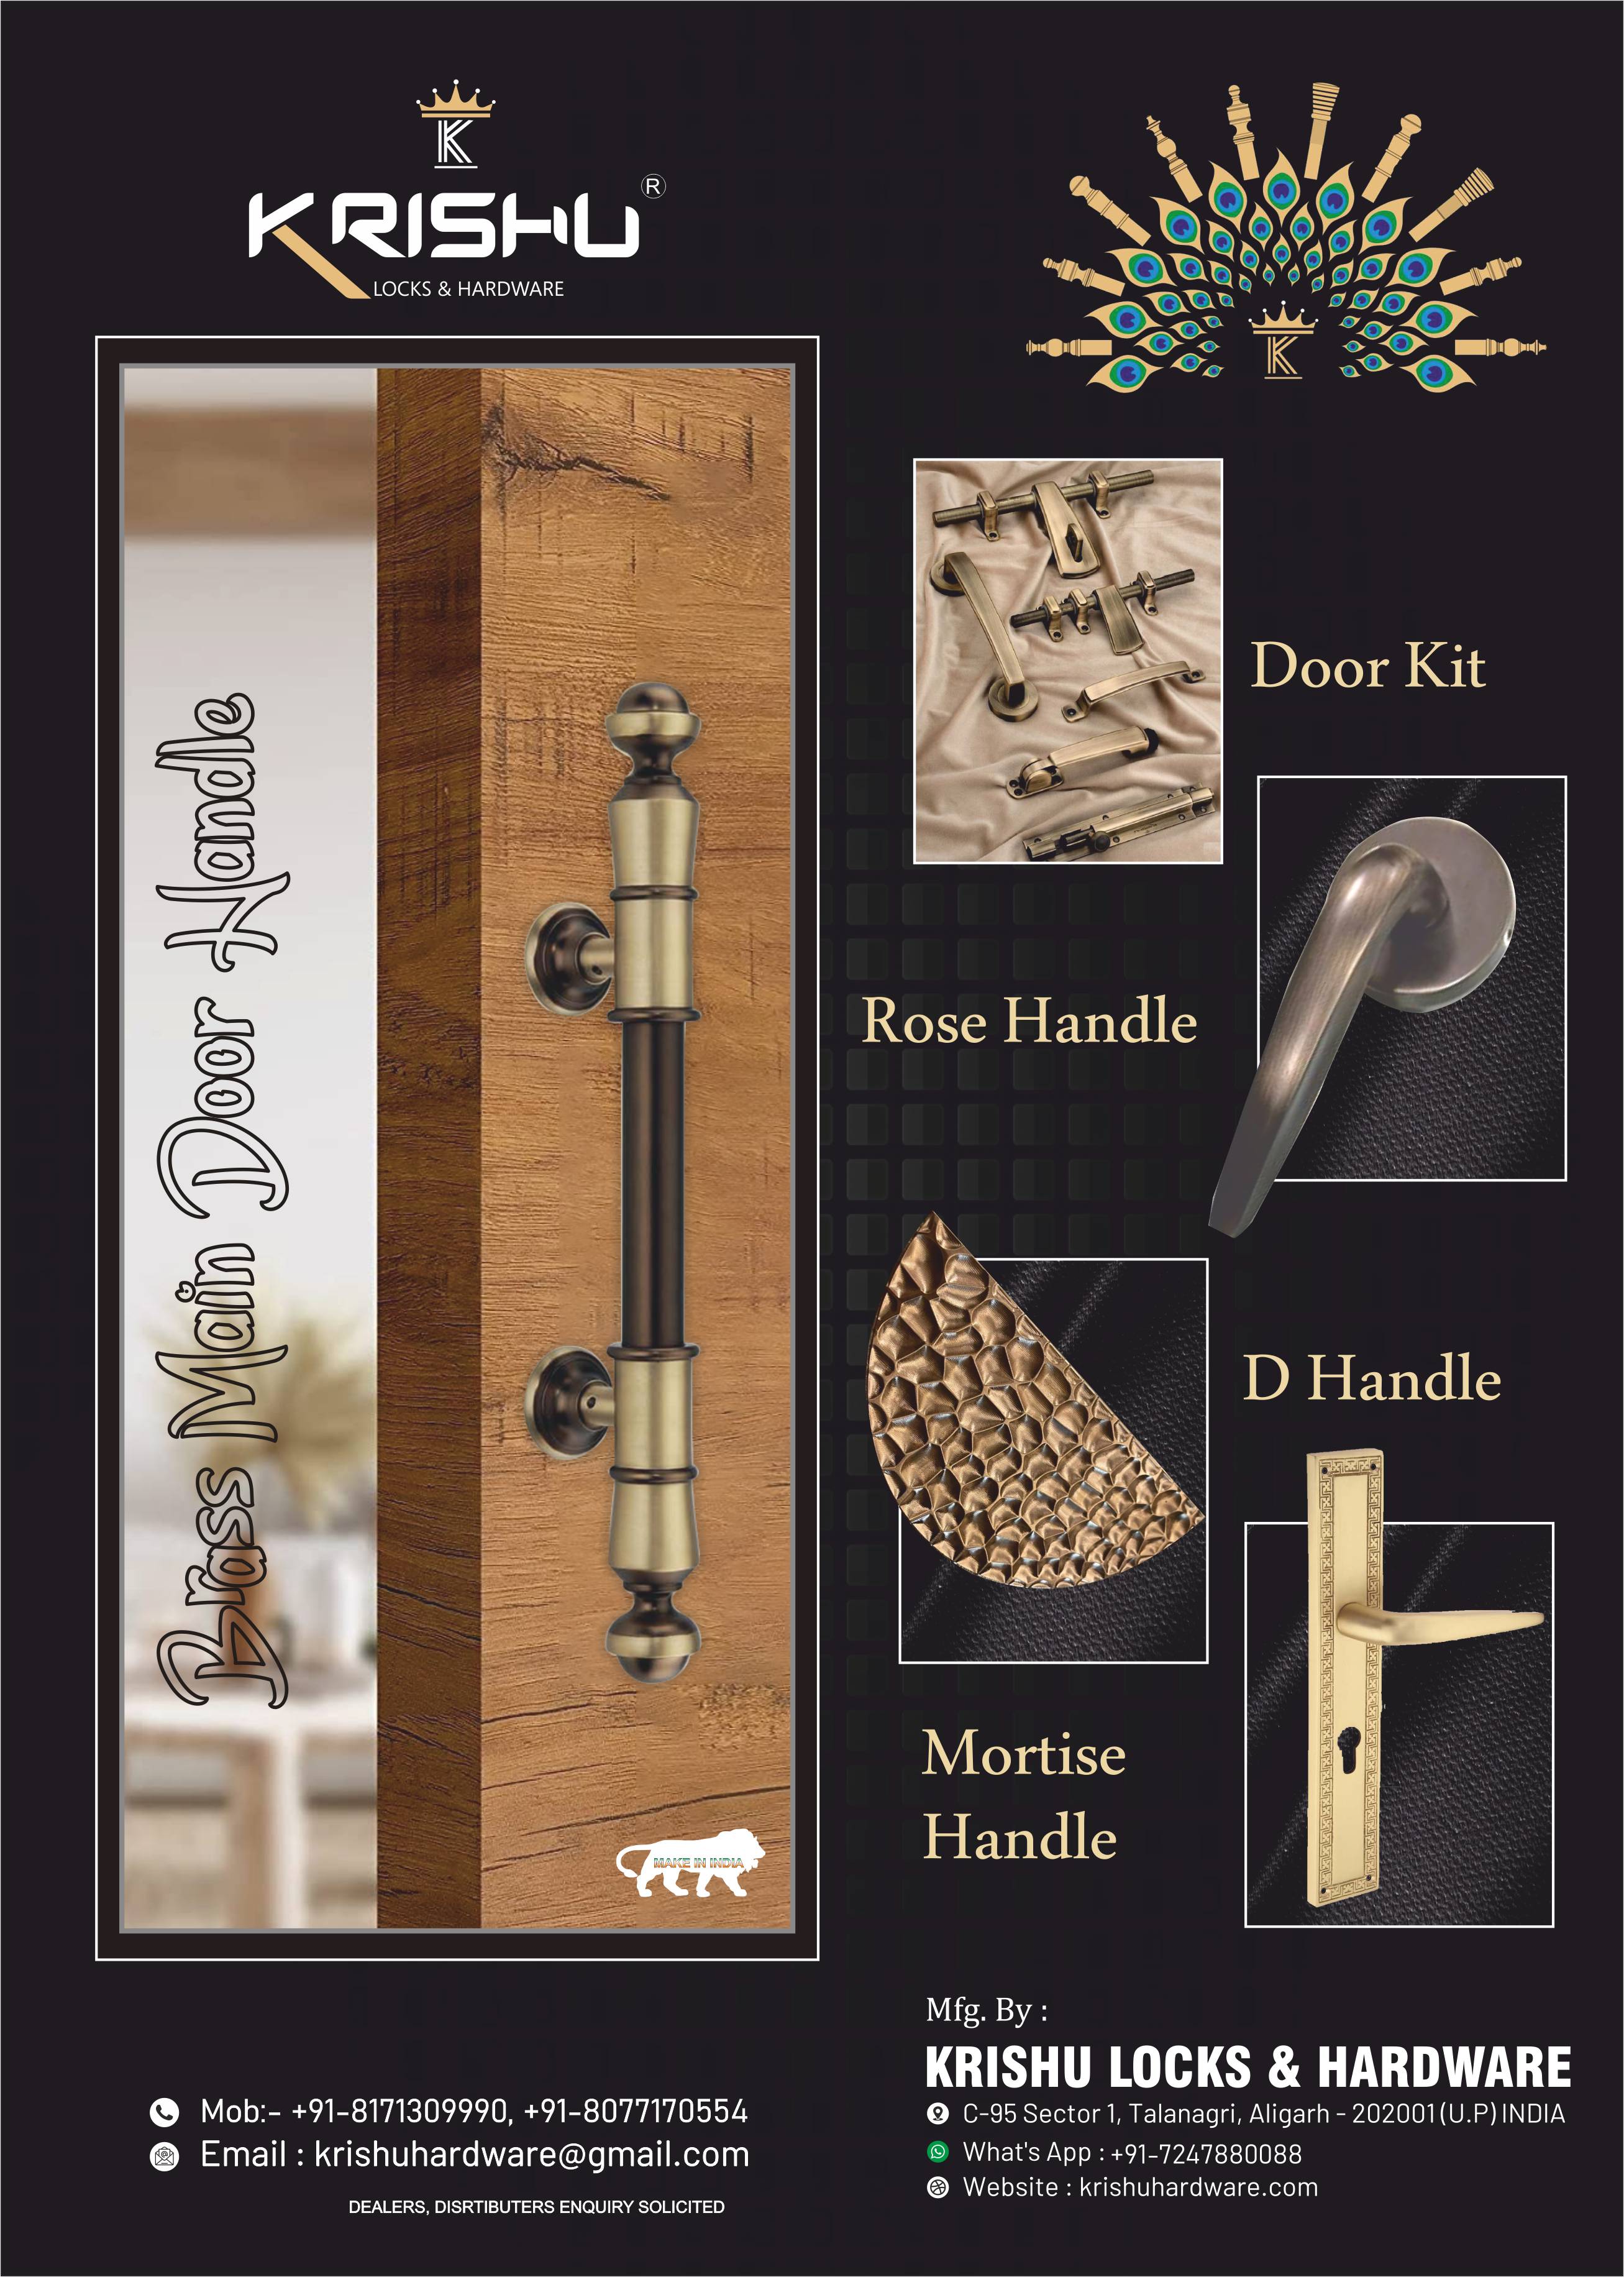 K
KRISHU®
LOCKS & HARDWARE
K
Brass Main Door Handle
Door Kit
Rose Handle
D Handle
Mortise
Handle
MAKE IN INDIA
Mfg. By :
KRISHU LOCKS & HARDWARE
C-95 Sector 1, Talanagri, Aligarh - 202001 (U.P) INDIA
What's App : +91-7247880088
Website : krishuhardware.com
Mob:- +91-8171309990, +91-8077170554
Email : krishuhardware@gmail.com
DEALERS, DISRTIBUTERS ENQUIRY SOLICITED